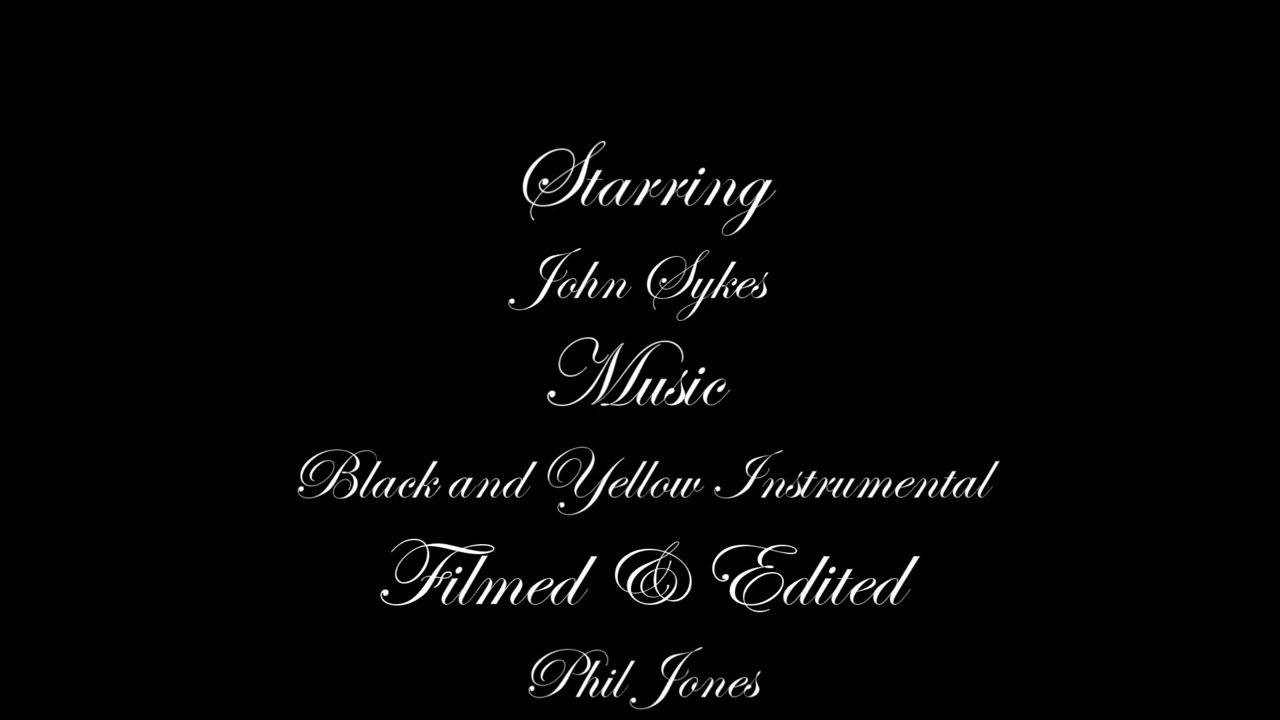 Starring
John Sykes
Music
Black and Yellow Instrumental
Filmed & Edited
Phil Jones